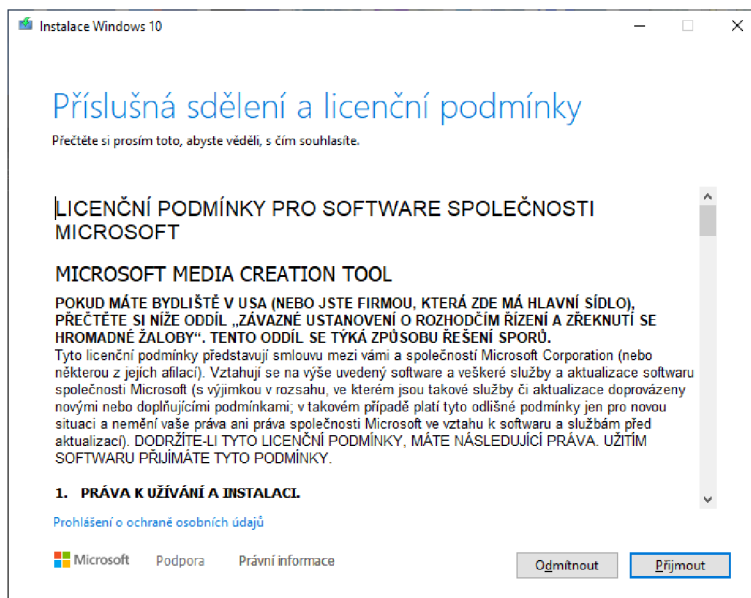 Instalace Windows 10
Příslušná sdělení a licenční podmínky
Přečtěte si prosím toto, abyste věděli, s čím souhlasíte.
LICENČNÍ PODMÍNKY PRO SOFTWARE SPOLEČNOSTI
MICROSOFT
MICROSOFT MEDIA CREATION TOOL
POKUD MÁTE BYDLIŠTĚ V USA (NEBO JSTE FIRMOU, KTERÁ ZDE MÁ HLAVNÍ SÍDLO),
PŘEČTĚTE SI NÍŽE ODDÍL „ZÁVAZNÉ USTANOVENÍ O ROZHODČÍM ŘÍZENÍ A ZŘEKNUTÍ SE
HROMADNÉ ŽALOBY“. TENTO ODDÍL SE TÝKÁ ZPŮSOBU ŘEŠENÍ SPORŮ.
Tyto licenční podmínky představují smlouvu mezi vámi a společností Microsoft Corporation (nebo
některou z jejich afilací). Vztahují se na výše uvedený software a veškeré služby a aktualizace softwaru
společnosti Microsoft (s výjimkou v rozsahu, ve kterém jsou takové služby či aktualizace doprovázeny
novými nebo doplňujícími podmínkami; v takovém případě platí tyto odlišné podmínky jen pro novou
situaci a nemění vaše práva ani práva společnosti Microsoft ve vztahu k softwaru a službám před
aktualizací). DODRŽÍTE-LI TYTO LICENČNÍ PODMÍNKY, MÁTE NÁSLEDUJÍCÍ PRÁVA. UŽITÍM
SOFTWARU PŘIJÍMÁTE TYTO PODMÍNKY.
1. PRÁVA K UŽÍVÁNÍ A INSTALACI.
Prohlášení o ochraně osobních údajů
Microsoft Podpora Právní informace Odmítnout Přijmout